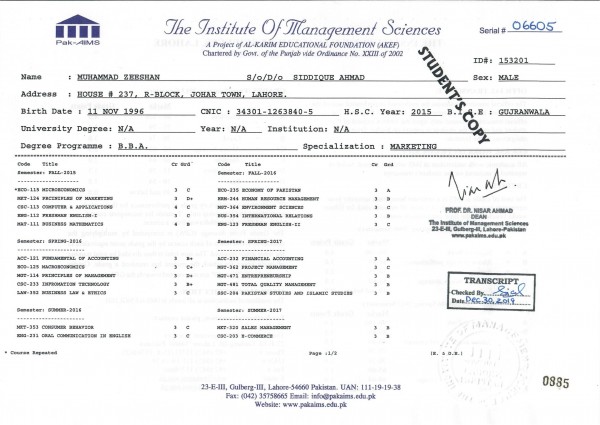 The Institute Of Management Sciences
Serial # 06605
Pak-AIMS
A Project of AL-KARIM EDUCATIONAL FOUNDATION (AKEF)
Chartered by Govt. of the Punjab vide Ordinance No. XXIII of 2002
STUDENT'S COPY
ID#: 153201
Name : MUHAMMAD ZEESHAN S/o/D/o SIDDIQUE AHMAD Sex: MALE
Address : HOUSE # 237, R-BLOCK, JOHAR TOWN, LAHORE.
Birth Date : 11 NOV 1996 CNIC : 34301-1263840-5 H.S.C. Year: 2015 B.I.S.E : GUJRANWALA
University Degree: N/A Year: N/A Institution: N/A
Degree Programme : B.B.A. Specialization : MARKETING
Code Title Cr Grd Code Title Cr Grd
Semester: FALL-2015 Semester: FALL-2016
*ECO-115 MICROECONOMICS 3 C ECO-235 ECONOMY OF PAKISTAN 3 A
MKT-124 PRINCIPLES OF MARKETING 3 D+ HRM-244 HUMAN RESOURCE MANAGEMENT 3 B
CSC-113 COMPUTER & APPLICATIONS 4 C MGT-244 ENVIRONMENTAL SCIENCES 3 B
ENG-112 FRESHMAN ENGLISH-I 3 C HUS-354 INTERNATIONAL RELATIONS 3 B
MAT-111 BUSINESS MATHEMATICS 4 B ENG-123 FRESHMAN ENGLISH-II 3 C
Semester: SPRING-2016 Semester: SPRING-2017
ACC-121 FUNDAMENTAL OF ACCOUNTING 3 B+ ACC-232 FINANCIAL ACCOUNTING 3 A
ECO-125 MACROECONOMICS 3 C+ MGT-362 PROJECT MANAGEMENT 3 C
MGT-114 PRINCIPLES OF MANAGEMENT 3 D+ MGT-471 ENTREPRENEURSHIP 3 B
CSC-233 INFROMATION TECHNOLOGY 3 B+ MGT-481 TOTAL QUALITY MANAGEMENT 3 B
LAW-352 BUSINESS LAW & ETHICS 3 C SSC-204 PAKISTAN STUDIES AND ISLAMIC STUDIES 3 B
Semester: SUMMER-2016 Semester: SUMMER-2017
MKT-353 CONSUMER BEHAVIOR 3 C MKT-320 SALES MANAGEMENT 3 B
ENG-231 ORAL COMMUNICATION IN ENGLISH 3 C CSC-203 B-COMMERCE 3 B
* Course Repeated Page :1/2 (E. & O.E.)
PROF. DR. NISAR AHMAD
DEAN
The Institute of Management Sciences
23-E-III, Gulberg-III, Lahore-Pakistan
www.pakaims.edu.pk
TRANSCRIPT
Checked By.
Date. Dec 30, 2019
0885
23-E-III, Gulberg-III, Lahore-54660 Pakistan. UAN: 111-19-19-38
Fax: (042) 35758665 Email: info@pakaims.edu.pk
Website: www.pakaims.edu.pk